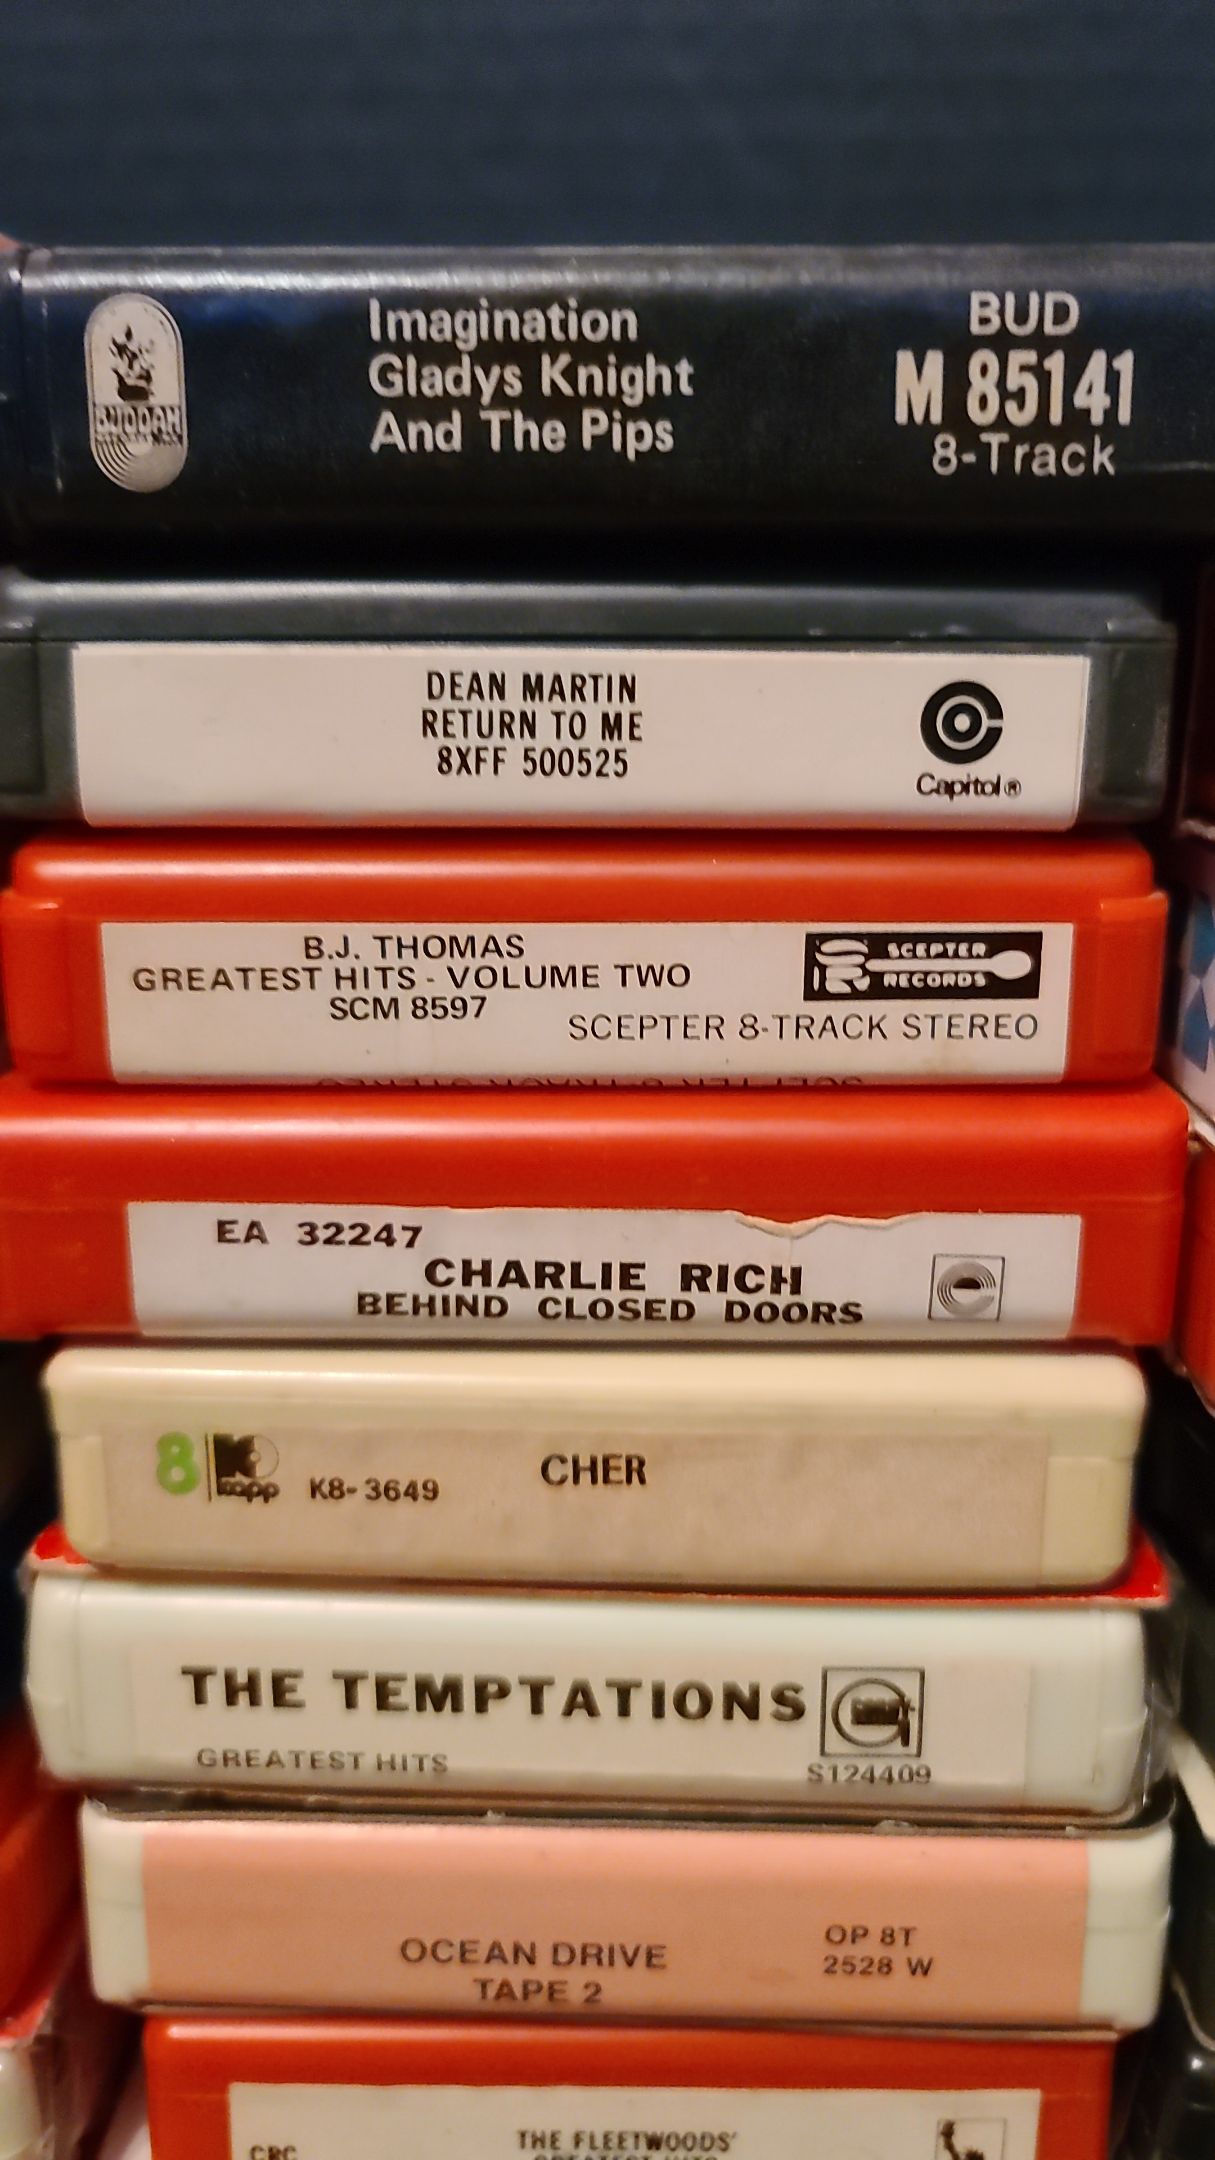 Imagination
Gladys Knight
And The Pips
BUDDAH
BUD
M 85141
8-Track
DEAN MARTIN
RETURN TO ME
8XFF 500525
Capitol®
B.J. THOMAS
GREATEST HITS - VOLUME TWO
SCM 8597
SCEPTER
RECORDS
SCEPTER 8-TRACK STEREO
EA 32247
CHARLIE RICH
BEHIND CLOSED DOORS
8 Kapp K8-3649
CHER
THE TEMPTATIONS
GREATEST HITS
S124409
OCEAN DRIVE
TAPE 2
OP 8T
2528 W
CRC
THE FLEETWOODS'
GREATEST HITS